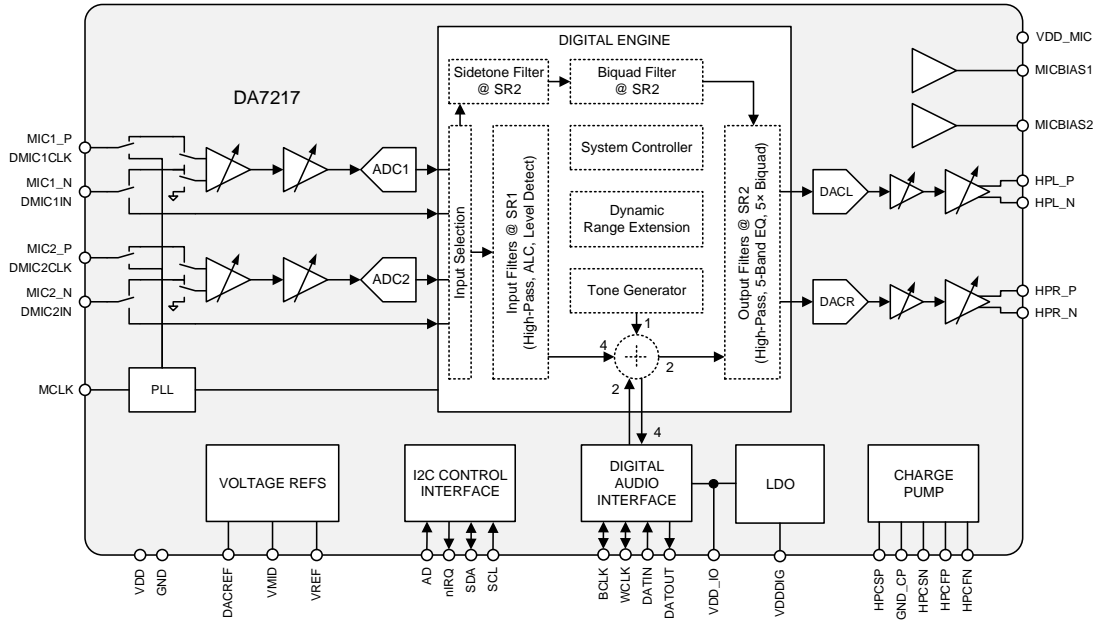 DIGITAL ENGINE
VDD_MIC
MICBIAS1
MICBIAS2
DA7217
Sidetone Filter
@ SR2
Biquad Filter
@ SR2
System Controller
Dynamic
Range Extension
Tone Generator
Input Selection
Input Filters @ SR1
(High-Pass, ALC, Level Detect)
Output Filters @ SR2
(High-Pass, 5-Band EQ, 5× Biquad)
MIC1_P
DMIC1CLK
MIC1_N
DMIC1IN
MIC2_P
DMIC2CLK
MIC2_N
DMIC2IN
MCLK
ADC1
ADC2
PLL
DACL
DACR
HPL_P
HPL_N
HPR_P
HPR_N
1
4
2
2
4
VOLTAGE REFS
I2C CONTROL
INTERFACE
DIGITAL
AUDIO
INTERFACE
LDO
CHARGE
PUMP
VDD
GND
DACREF
VMID
VREF
AD
nIRQ
SDA
SCL
BCLK
WCLK
DATIN
DATOUT
VDD_IO
VDDDIG
HPCSP
GND_CP
HPCSN
HPCFP
HPCFN